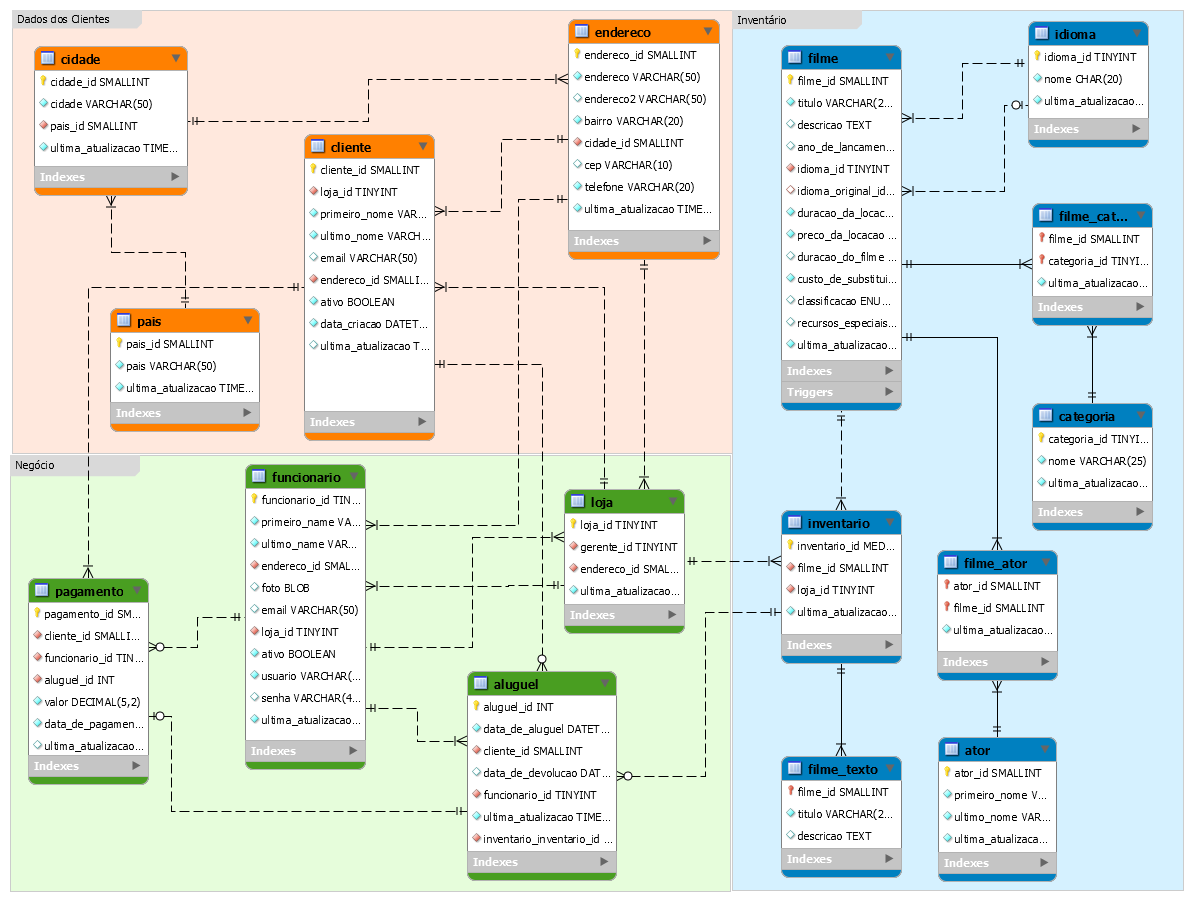 Dados dos Clientes
cidade
cidade_id SMALLINT
cidade VARCHAR(50)
pais_id SMALLINT
ultima_atualizacao TIME...
Indexes
pais
pais_id SMALLINT
pais VARCHAR(50)
ultima_atualizacao TIME...
Indexes
cliente
cliente_id SMALLINT
loja_id TINYINT
primeiro_nome VAR...
ultimo_nome VARCH...
email VARCHAR(50)
endereco_id SMALLI...
ativo BOOLEAN
data_criacao DATET...
ultima_atualizacao T...
Indexes
endereco
endereco_id SMALLINT
endereco VARCHAR(50)
endereco2 VARCHAR(50)
bairro VARCHAR(20)
cidade_id SMALLINT
cep VARCHAR(10)
telefone VARCHAR(20)
ultima_atualizacao TIME...
Indexes
Negócio
pagamento
pagamento_id SM...
cliente_id SMALLI...
funcionario_id TIN...
aluguel_id INT
valor DECIMAL(5,2)
data_de_pagamen...
ultima_atualizacao...
Indexes
funcionario
funcionario_id TIN...
primeiro_name VA...
ultimo_name VAR...
endereco_id SMAL...
foto BLOB
email VARCHAR(50)
loja_id TINYINT
ativo BOOLEAN
usuario VARCHAR(...
senha VARCHAR(4...
ultima_atualizacao...
Indexes
loja
loja_id TINYINT
gerente_id TINYINT
endereco_id SMAL...
ultima_atualizacao...
Indexes
aluguel
aluguel_id INT
data_de_aluguel DATET...
cliente_id SMALLINT
data_de_devolucao DAT...
funcionario_id TINYINT
ultima_atualizacao TIME...
inventario_inventario_id ...
Indexes
Inventário
filme
filme_id SMALLINT
titulo VARCHAR(2...
descricao TEXT
ano_de_lancamen...
idioma_id TINYINT
idioma_original_id...
duracao_da_locac...
preco_da_locacao ...
duracao_do_filme ...
custo_de_substitui...
classificacao ENU...
recursos_especiais...
ultima_atualizacao...
Indexes
Triggers
idioma
idioma_id TINYINT
nome CHAR(20)
ultima_atualizacao...
Indexes
filme_cat...
filme_id SMALLINT
categoria_id TINYI...
ultima_atualizacao...
Indexes
categoria
categoria_id TINYI...
nome VARCHAR(25)
ultima_atualizacao...
Indexes
inventario
inventario_id MED...
filme_id SMALLINT
loja_id TINYINT
ultima_atualizacao...
Indexes
filme_ator
ator_id SMALLINT
filme_id SMALLINT
ultima_atualizacao...
Indexes
filme_texto
filme_id SMALLINT
titulo VARCHAR(2...
descricao TEXT
Indexes
ator
ator_id SMALLINT
primeiro_nome V...
ultimo_nome VAR...
ultima_atualizaca...
Indexes